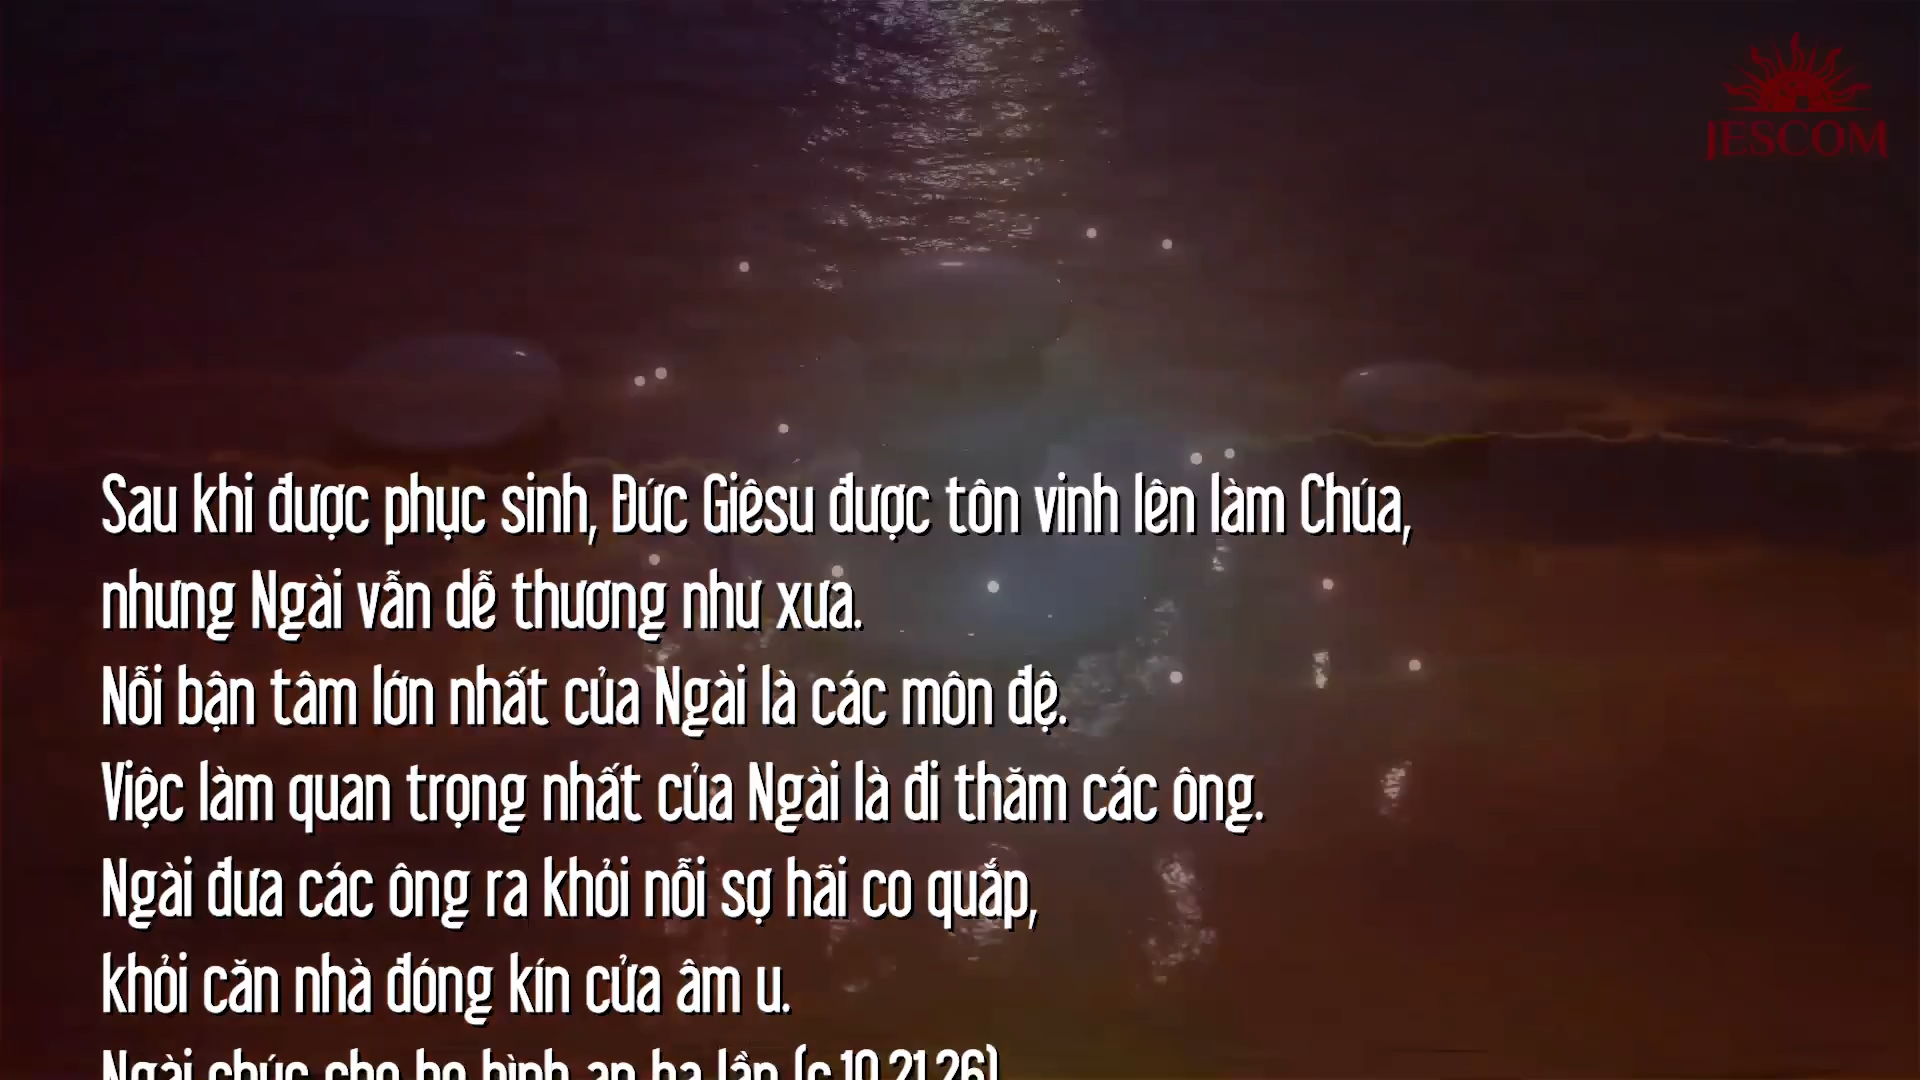 JESCOM
Sau khi được phục sinh, Đức Giêsu được tôn vinh lên làm Chúa,
nhưng Ngài vẫn dễ thương như xưa.
Nỗi bận tâm lớn nhất của Ngài là các môn đệ.
Việc làm quan trọng nhất của Ngài là đi thăm các ông.
Ngài đưa các ông ra khỏi nỗi sợ hãi co quắp,
khỏi căn nhà đóng kín cửa âm u.
Ngài chúc cho họ bình an ba lần (c.19.21.26)